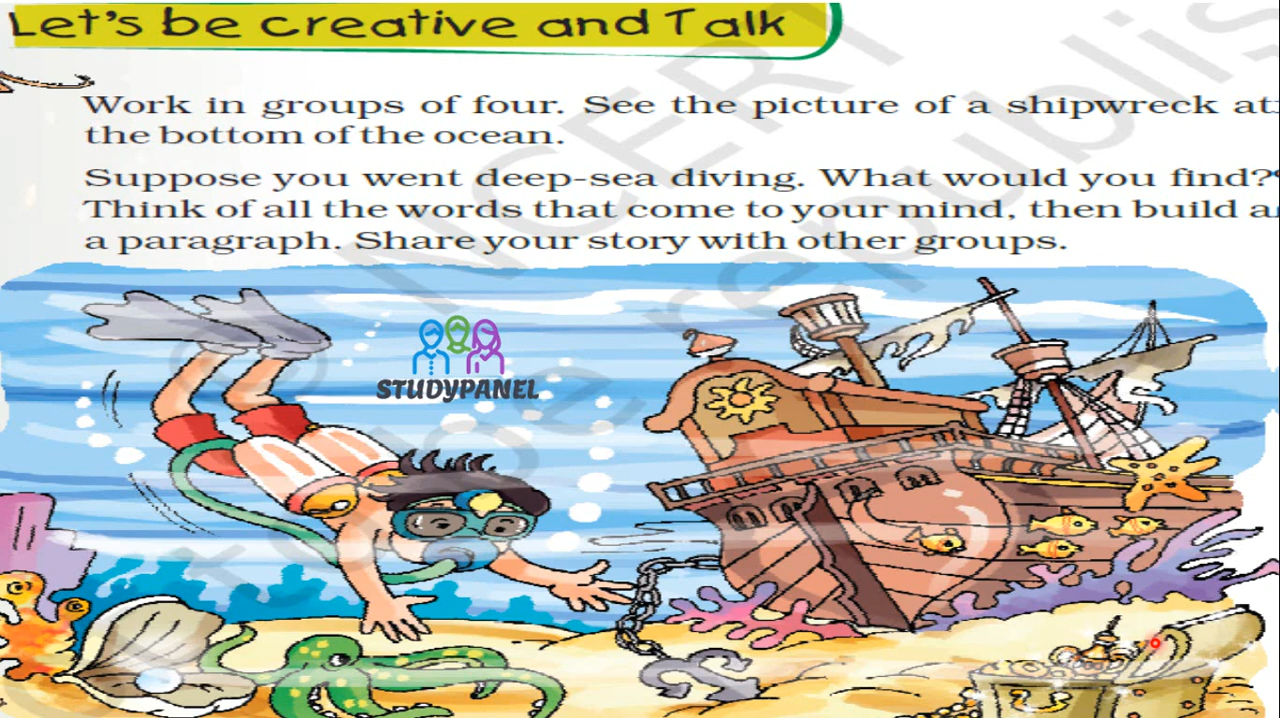 Let's be creative and Talk
Work in groups of four. See the picture of a shipwreck at
the bottom of the ocean.
Suppose you went deep-sea diving. What would you find?
Think of all the words that come to your mind, then build a
a paragraph. Share your story with other groups.
STUDYPANEL
© NCERT
republis